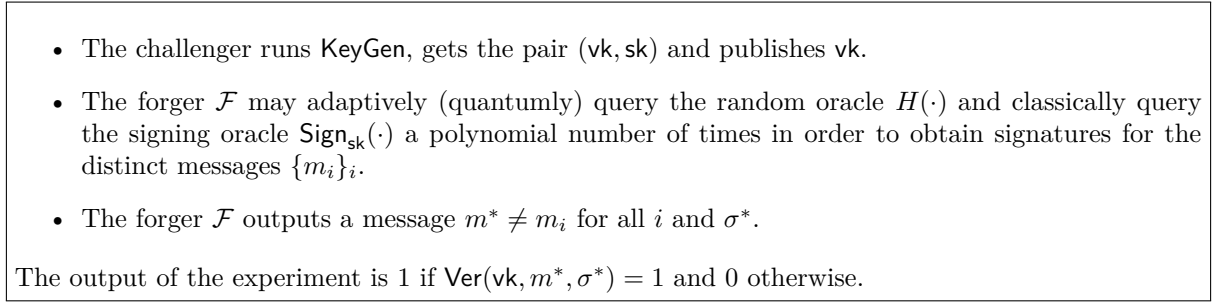 • The challenger runs KeyGen, gets the pair (vk, sk) and publishes vk.
• The forger 𝓕 may adaptively (quantumly) query the random oracle H(·) and classically query
the signing oracle Sign_sk(·) a polynomial number of times in order to obtain signatures for the
distinct messages {m_i}_i.
• The forger 𝓕 outputs a message m* ≠ m_i for all i and σ*.
The output of the experiment is 1 if Ver(vk, m*, σ*) = 1 and 0 otherwise.